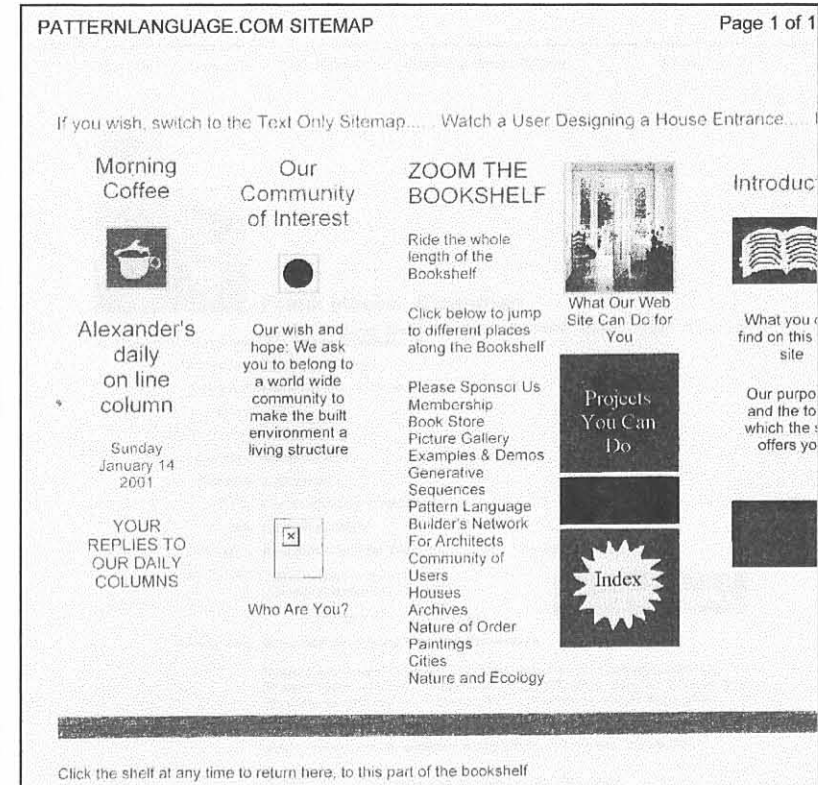 PATTERNLANGUAGE.COM SITEMAP
Page 1 of 1
If you wish, switch to the Text Only Sitemap..... Watch a User Designing a House Entrance.....
Morning
Coffee
Alexander's
daily
on line
column
Sunday
January 14
2001
YOUR
REPLIES TO
OUR DAILY
COLUMNS
Our
Community
of Interest
Our wish and
hope: We ask
you to belong to
a world wide
community to
make the built
environment a
living structure
Who Are You?
ZOOM THE
BOOKSHELF
Ride the whole
length of the
Bookshelf
Click below to jump
to different places
along the Bookshelf
Please Sponsor Us
Membership
Book Store
Picture Gallery
Examples & Demos
Generative
Sequences
Pattern Language
Builder's Network
For Architects
Community of
Users
Houses
Archives
Nature of Order
Paintings
Cities
Nature and Ecology
What Our Web
Site Can Do for
You
Projects
You Can
Do
Index
Introduc
What you
find on this
site
Our purpo
and the to
which the s
offers yo
Click the shelf at any time to return here, to this part of the bookshelf